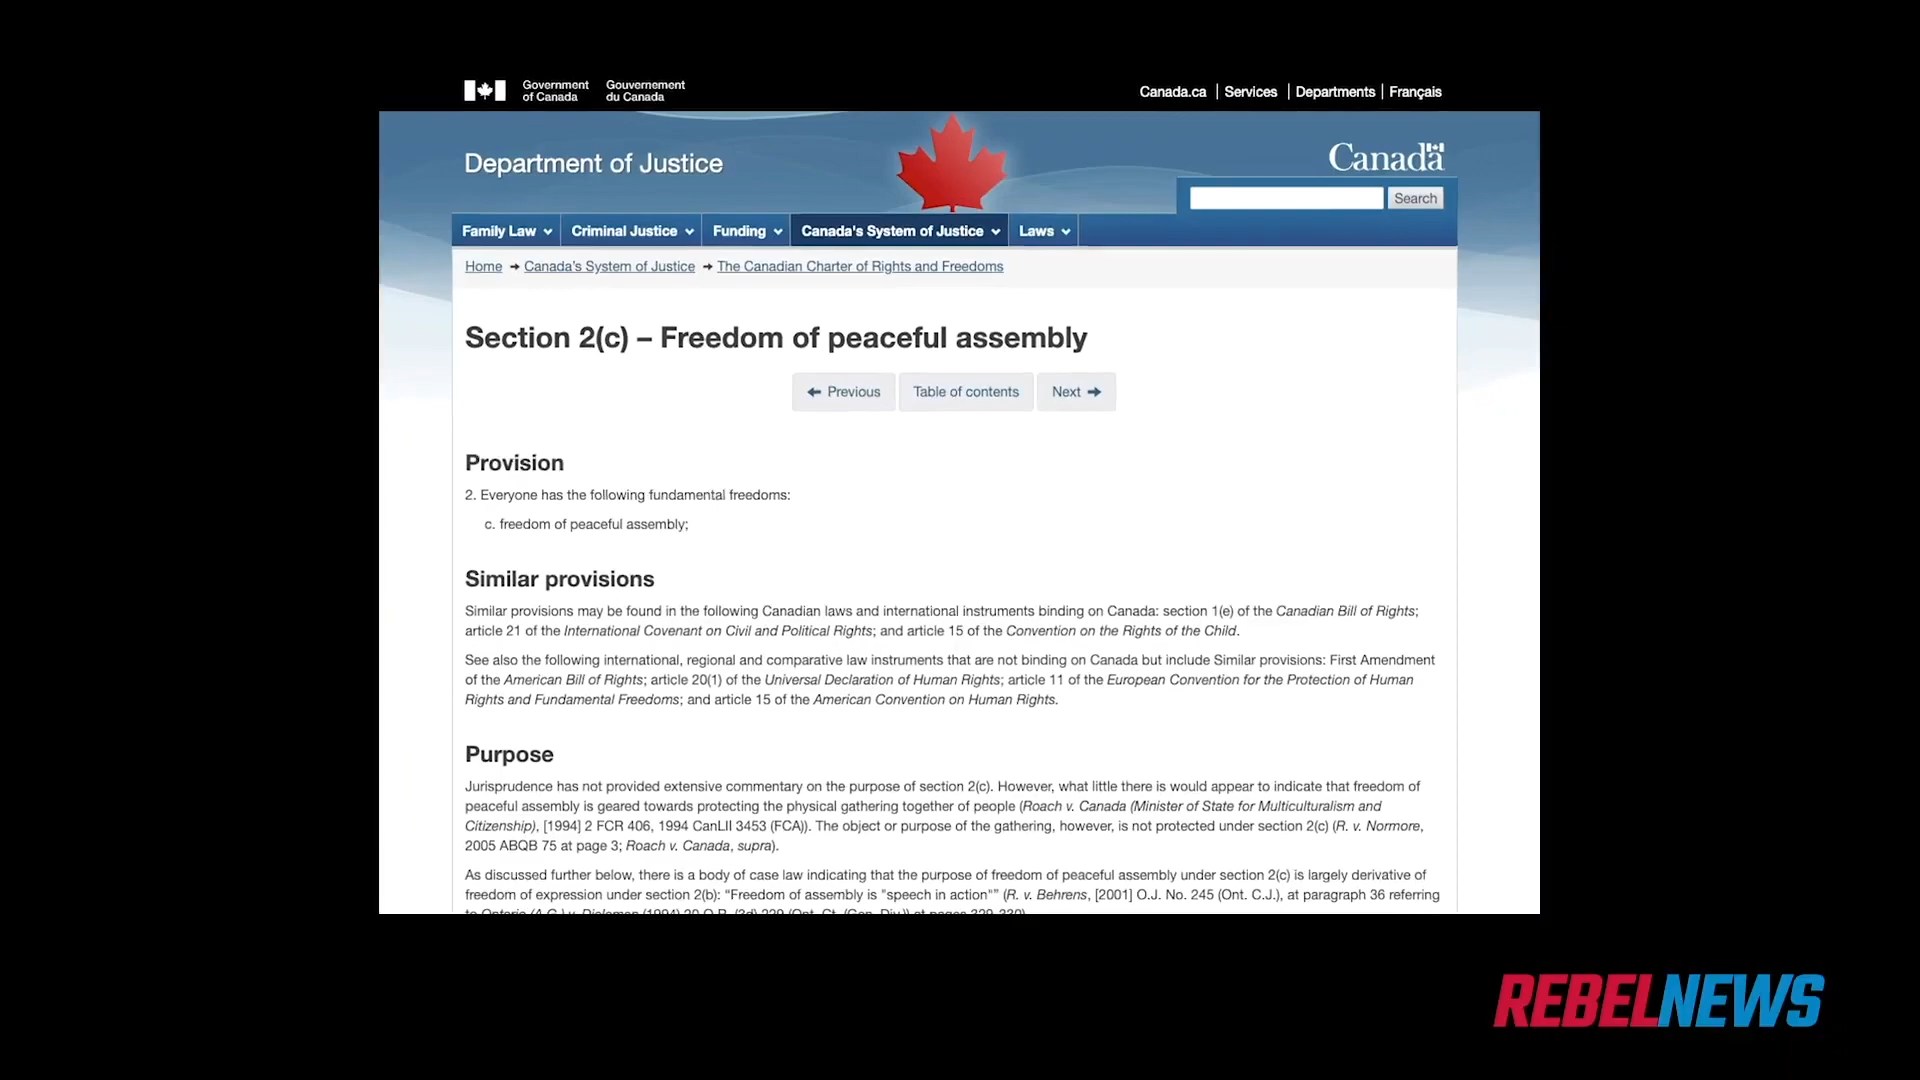 Government
of Canada
Gouvernement
du Canada
Canada.ca | Services | Departments | Français
Department of Justice
Canada
Search
Family Law
Criminal Justice
Funding
Canada's System of Justice
Laws
Home → Canada's System of Justice → The Canadian Charter of Rights and Freedoms
Section 2(c) – Freedom of peaceful assembly
Previous
Table of contents
Next
Provision
2. Everyone has the following fundamental freedoms:
c. freedom of peaceful assembly;
Similar provisions
Similar provisions may be found in the following Canadian laws and international instruments binding on Canada: section 1(e) of the Canadian Bill of Rights;
article 21 of the International Covenant on Civil and Political Rights; and article 15 of the Convention on the Rights of the Child.
See also the following international, regional and comparative law instruments that are not binding on Canada but include Similar provisions: First Amendment
of the American Bill of Rights; article 20(1) of the Universal Declaration of Human Rights; article 11 of the European Convention for the Protection of Human
Rights and Fundamental Freedoms; and article 15 of the American Convention on Human Rights.
Purpose
Jurisprudence has not provided extensive commentary on the purpose of section 2(c). However, what little there is would appear to indicate that freedom of
peaceful assembly is geared towards protecting the physical gathering together of people (Roach v. Canada (Minister of State for Multiculturalism and
Citizenship), [1994] 2 FCR 406, 1994 CanLII 3453 (FCA)). The object or purpose of the gathering, however, is not protected under section 2(c) (R. v. Normore,
2005 ABQB 75 at page 3; Roach v. Canada, supra).
As discussed further below, there is a body of case law indicating that the purpose of freedom of peaceful assembly under section 2(c) is largely derivative of
freedom of expression under section 2(b): “Freedom of assembly is "speech in action"” (R. v. Behrens, [2001] O.J. No. 245 (Ont. C.J.), at paragraph 36 referring
to Ontario (A.G.) v. Dieleman (1994) 20 O.R. (3d) 229 (Ont. Ct. (Gen. Div.)) at pages 329-330).
REBELNEWS